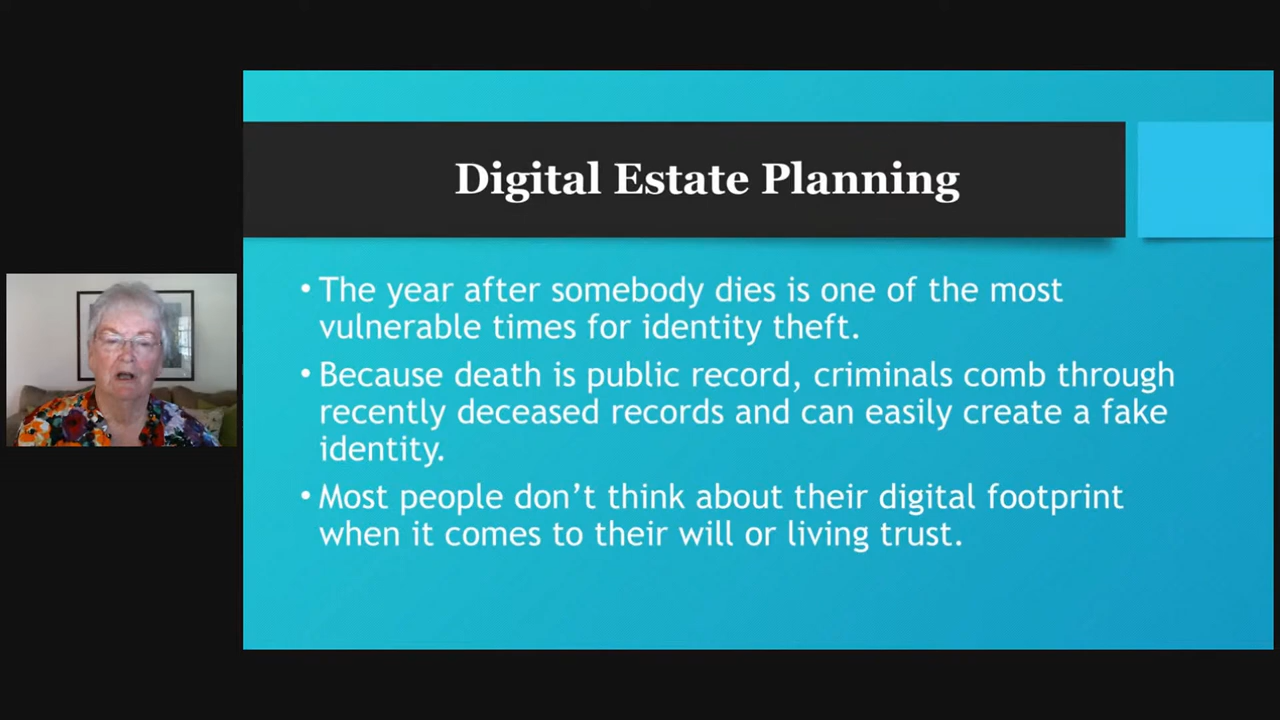 Digital Estate Planning
• The year after somebody dies is one of the most
vulnerable times for identity theft.
• Because death is public record, criminals comb through
recently deceased records and can easily create a fake
identity.
• Most people don’t think about their digital footprint
when it comes to their will or living trust.